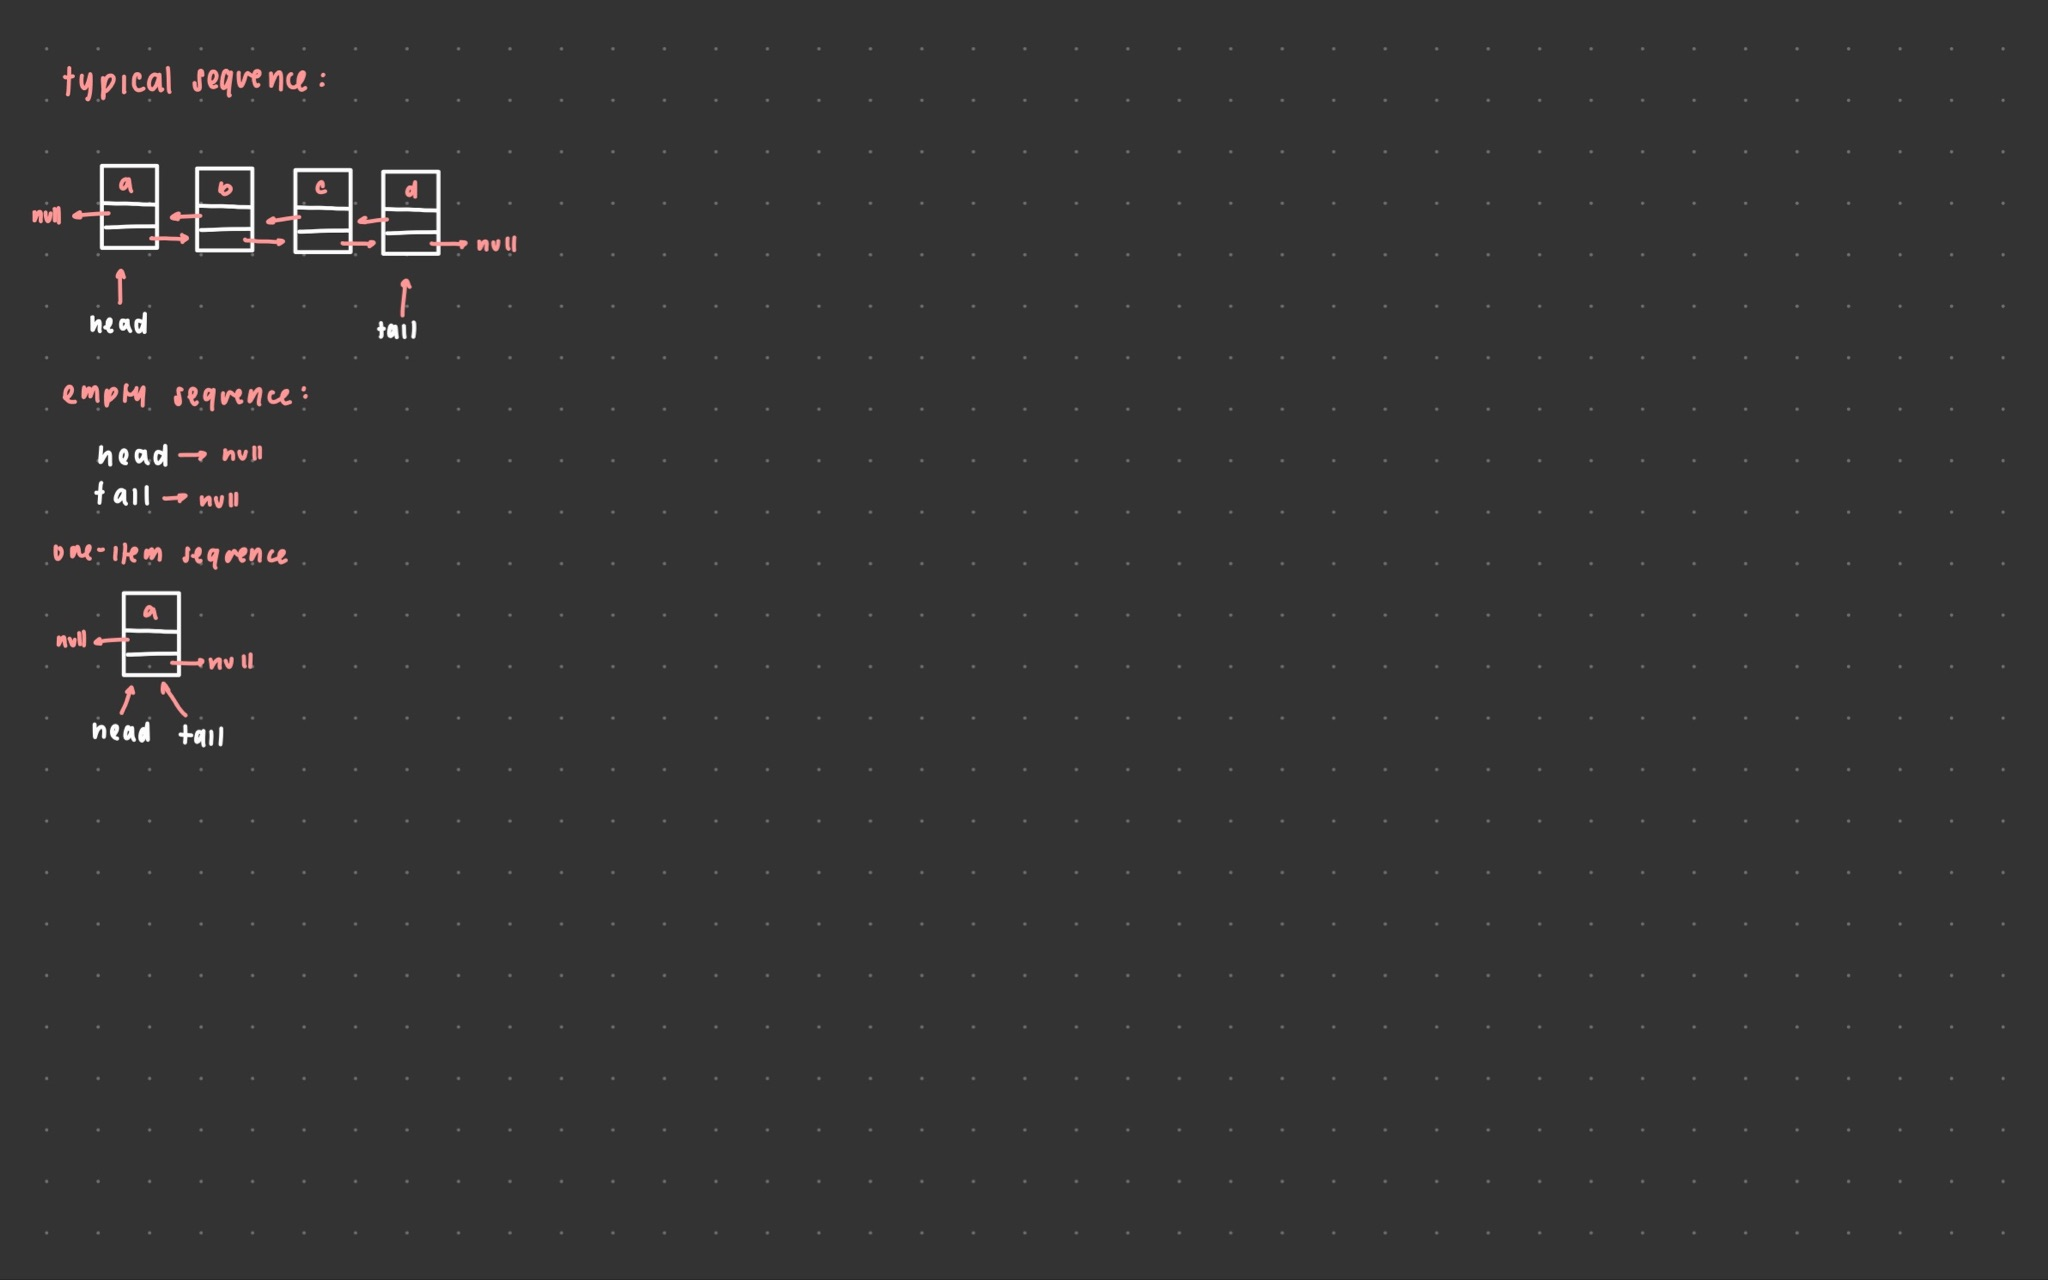 typical sequence:
a b c d
null
null
head
tail
empty sequence:
head → null
tail → null
one-item sequence
a
null
null
head tail